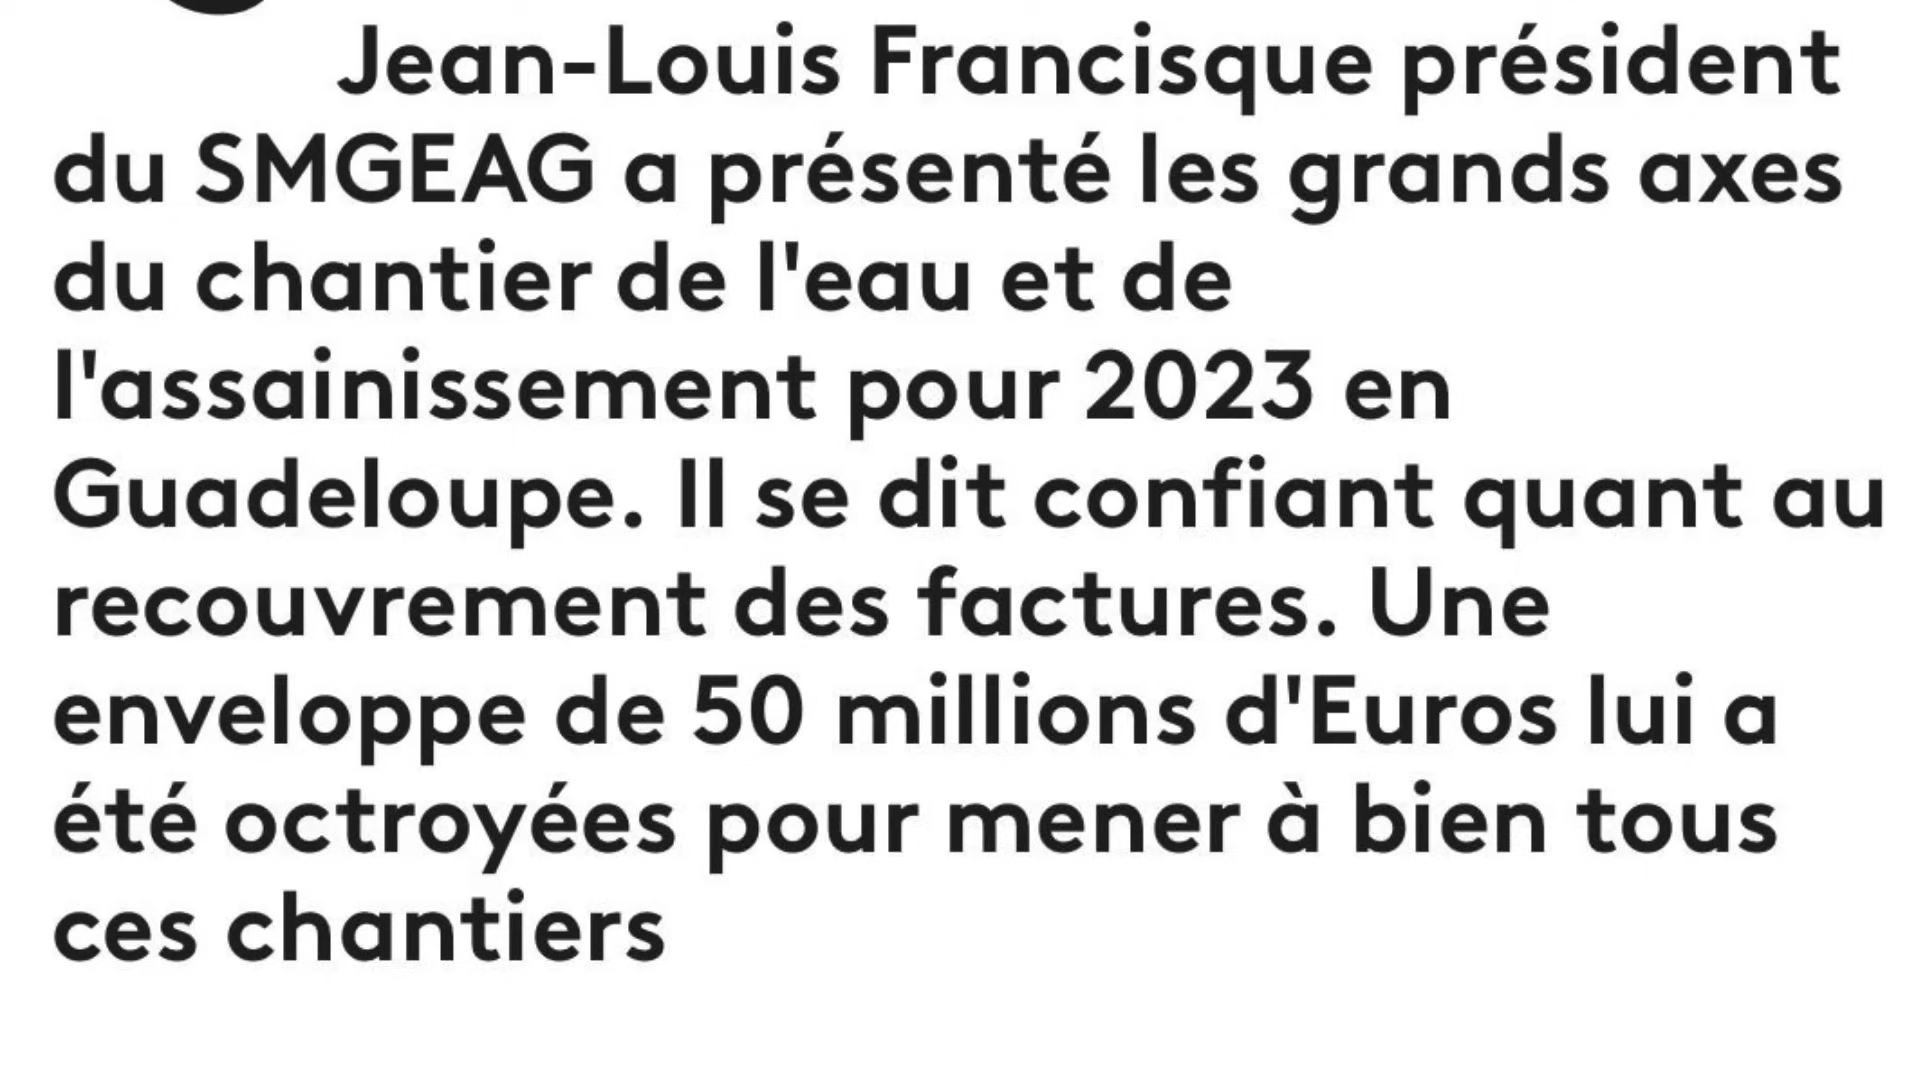 Jean-Louis Francisque président
du SMGEAG a présenté les grands axes
du chantier de l'eau et de
l'assainissement pour 2023 en
Guadeloupe. Il se dit confiant quant au
recouvrement des factures. Une
enveloppe de 50 millions d'Euros lui a
été octroyées pour mener à bien tous
ces chantiers